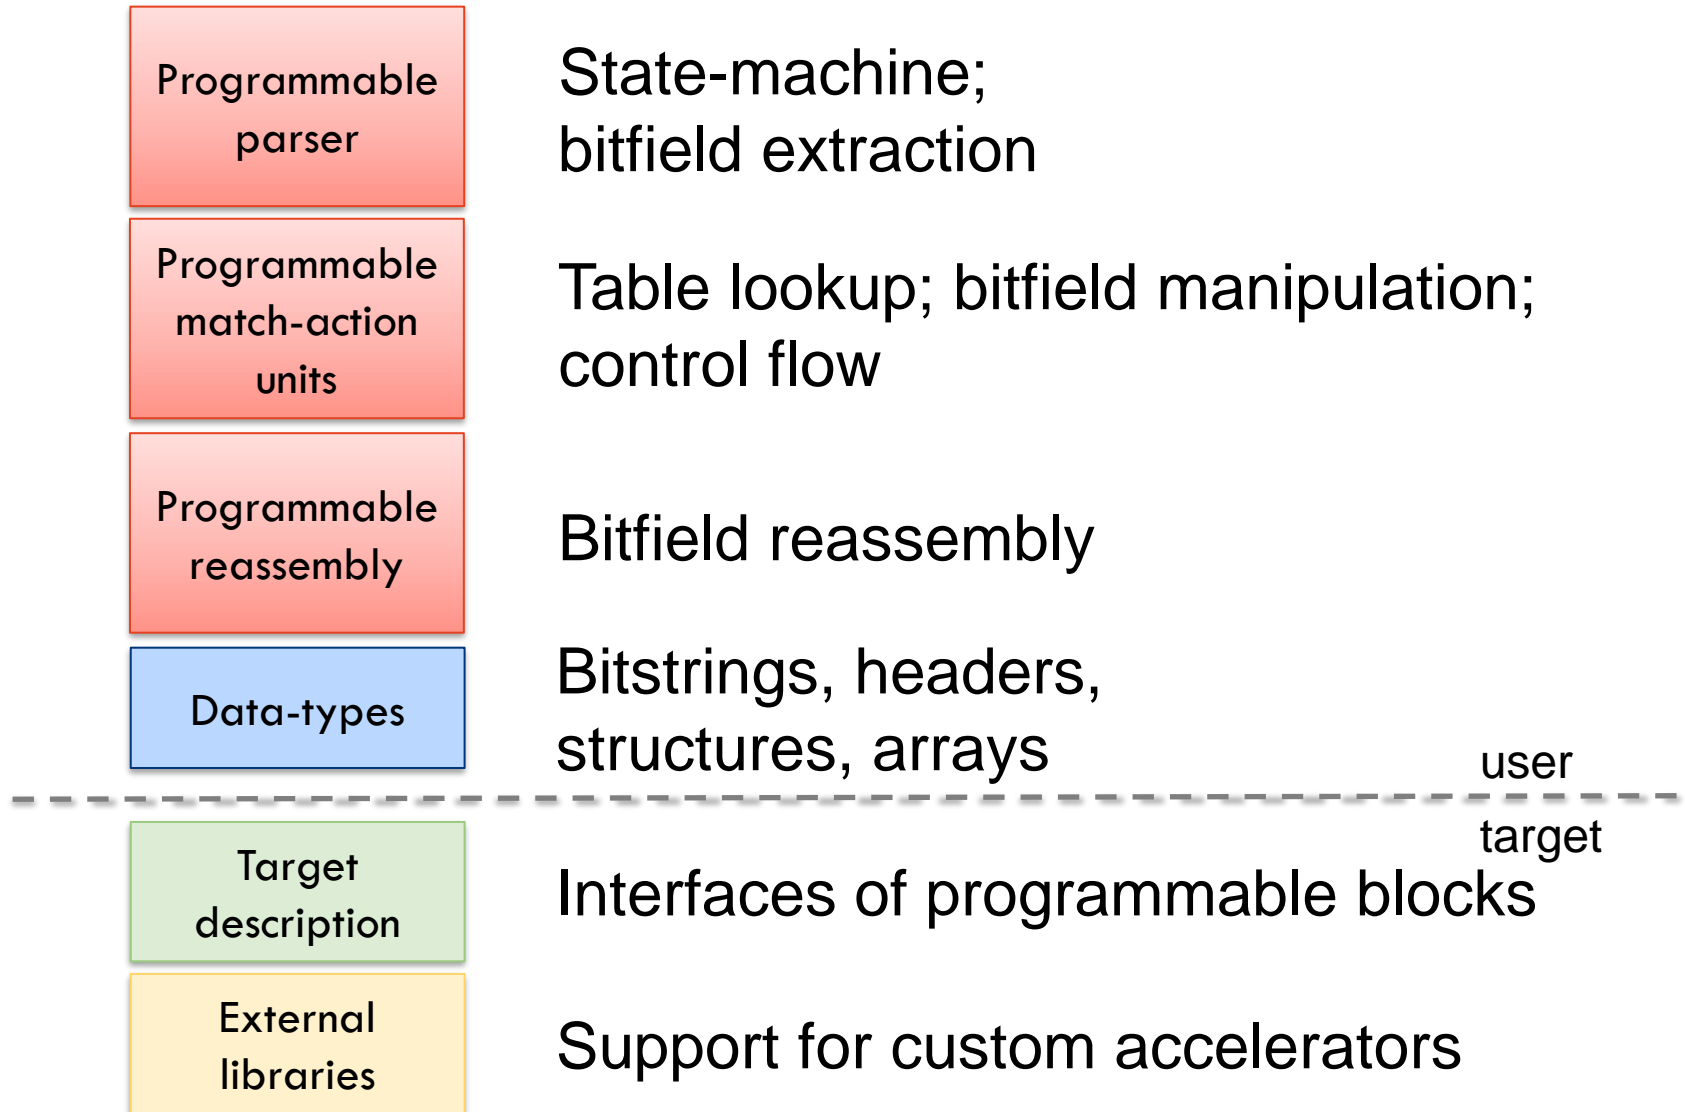 Programmable
parser
State-machine;
bitfield extraction
Programmable
match-action
units
Table lookup; bitfield manipulation;
control flow
Programmable
reassembly
Bitfield reassembly
Data-types
Bitstrings, headers,
structures, arrays
user
target
Target
description
Interfaces of programmable blocks
External
libraries
Support for custom accelerators